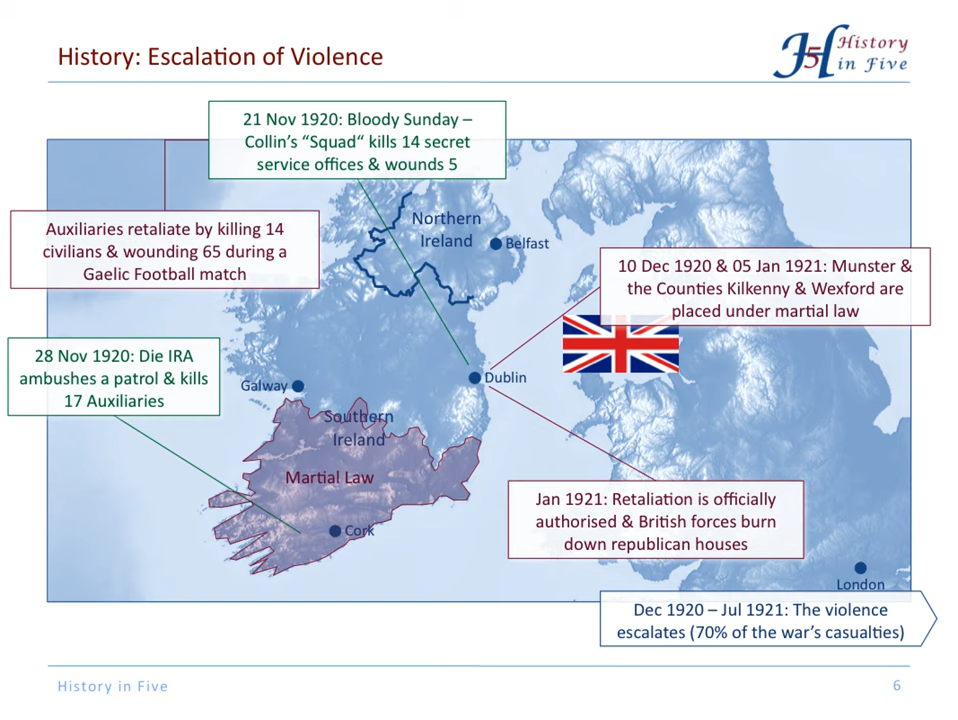 History: Escalation of Violence
History
in Five
21 Nov 1920: Bloody Sunday –
Collin's “Squad“ kills 14 secret
service offices & wounds 5
Auxiliaries retaliate by killing 14
civilians & wounding 65 during a
Gaelic Football match
Northern
Ireland
Belfast
10 Dec 1920 & 05 Jan 1921: Munster &
the Counties Kilkenny & Wexford are
placed under martial law
28 Nov 1920: Die IRA
ambushes a patrol & kills
17 Auxiliaries
Galway
Dublin
Southern
Ireland
Martial Law
Cork
Jan 1921: Retaliation is officially
authorised & British forces burn
down republican houses
London
Dec 1920 – Jul 1921: The violence
escalates (70% of the war's casualties)
History in Five
6